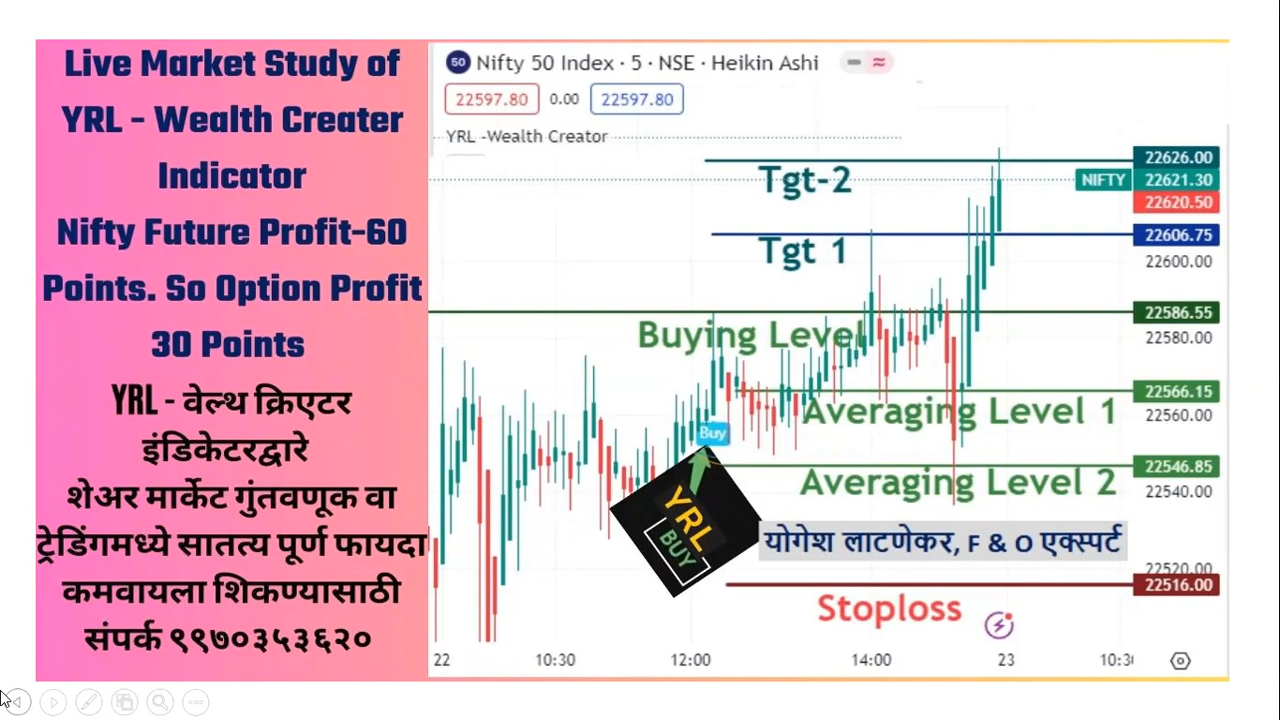 Live Market Study of
YRL - Wealth Creater
Indicator
Nifty Future Profit-60
Points. So Option Profit
30 Points
YRL - वेल्थ क्रिएटर
इंडिकेटरद्वारे
शेअर मार्केट गुंतवणूक वा
ट्रेडिंगमध्ये सातत्य पूर्ण फायदा
कमवायला शिकण्यासाठी
संपर्क ९९७०३५३६२०
50 Nifty 50 Index · 5 · NSE · Heikin Ashi
22597.80 0.00 22597.80
YRL -Wealth Creator
22626.00
Tgt-2
NIFTY 22621.30
22620.50
22606.75
Tgt 1
22600.00
22586.55
Buying Level
22580.00
22566.15
Averaging Level 1
22560.00
Buy
22546.85
Averaging Level 2
22540.00
YRL
BUY
योगेश लाटणेकर, F & O एक्स्पर्ट
22520.00
22516.00
Stoploss
22 10:30 12:00 14:00 23 10:30